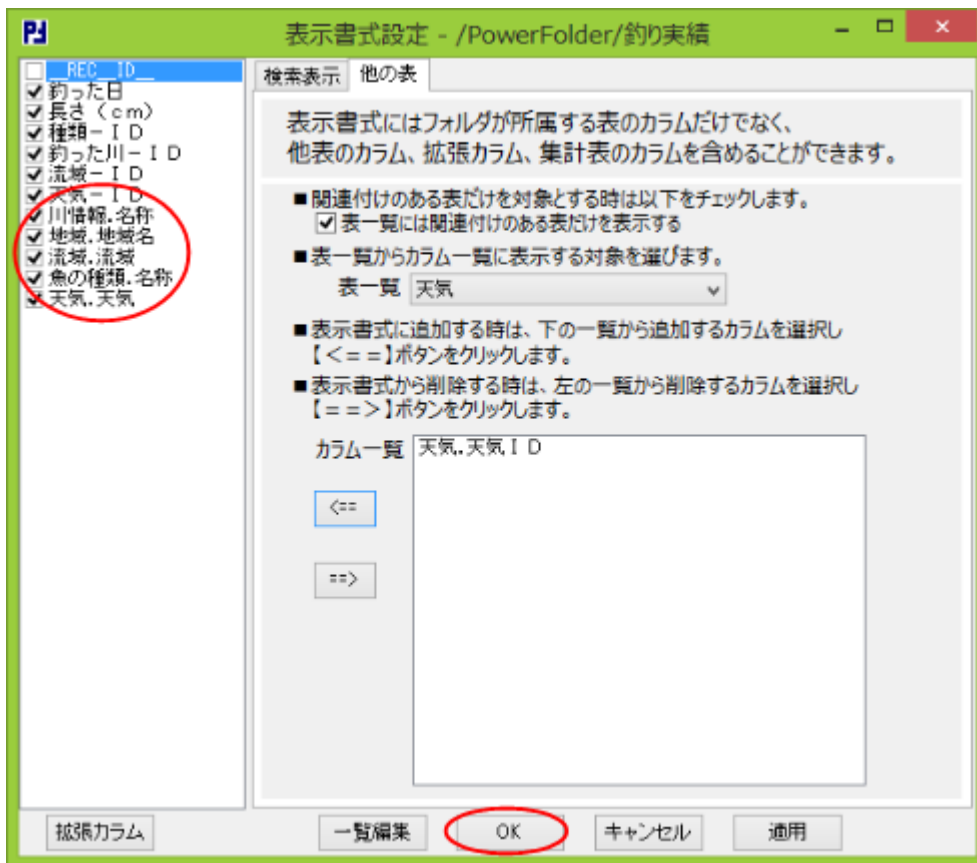 表示書式設定 - /PowerFolder/釣り実績
__REC__ID__
釣った日
長さ（cm）
種類－ＩＤ
釣った川－ＩＤ
流域－ＩＤ
天気－ＩＤ
川情報.名称
地域.地域名
流域.流域
魚の種類.名称
天気.天気
検索表示 他の表
表示書式にはフォルダが所属する表のカラムだけでなく、
他表のカラム、拡張カラム、集計表のカラムを含めることができます。
■関連付けのある表だけを対象とする時は以下をチェックします。
表一覧には関連付けのある表だけを表示する
■表一覧からカラム一覧に表示する対象を選びます。
表一覧 天気
■表示書式に追加する時は、下の一覧から追加するカラムを選択し
【＜＝＝】ボタンをクリックします。
■表示書式から削除する時は、左の一覧から削除するカラムを選択し
【＝＝＞】ボタンをクリックします。
カラム一覧 天気.天気ＩＤ
<==
==>
拡張カラム 一覧編集 OK キャンセル 適用